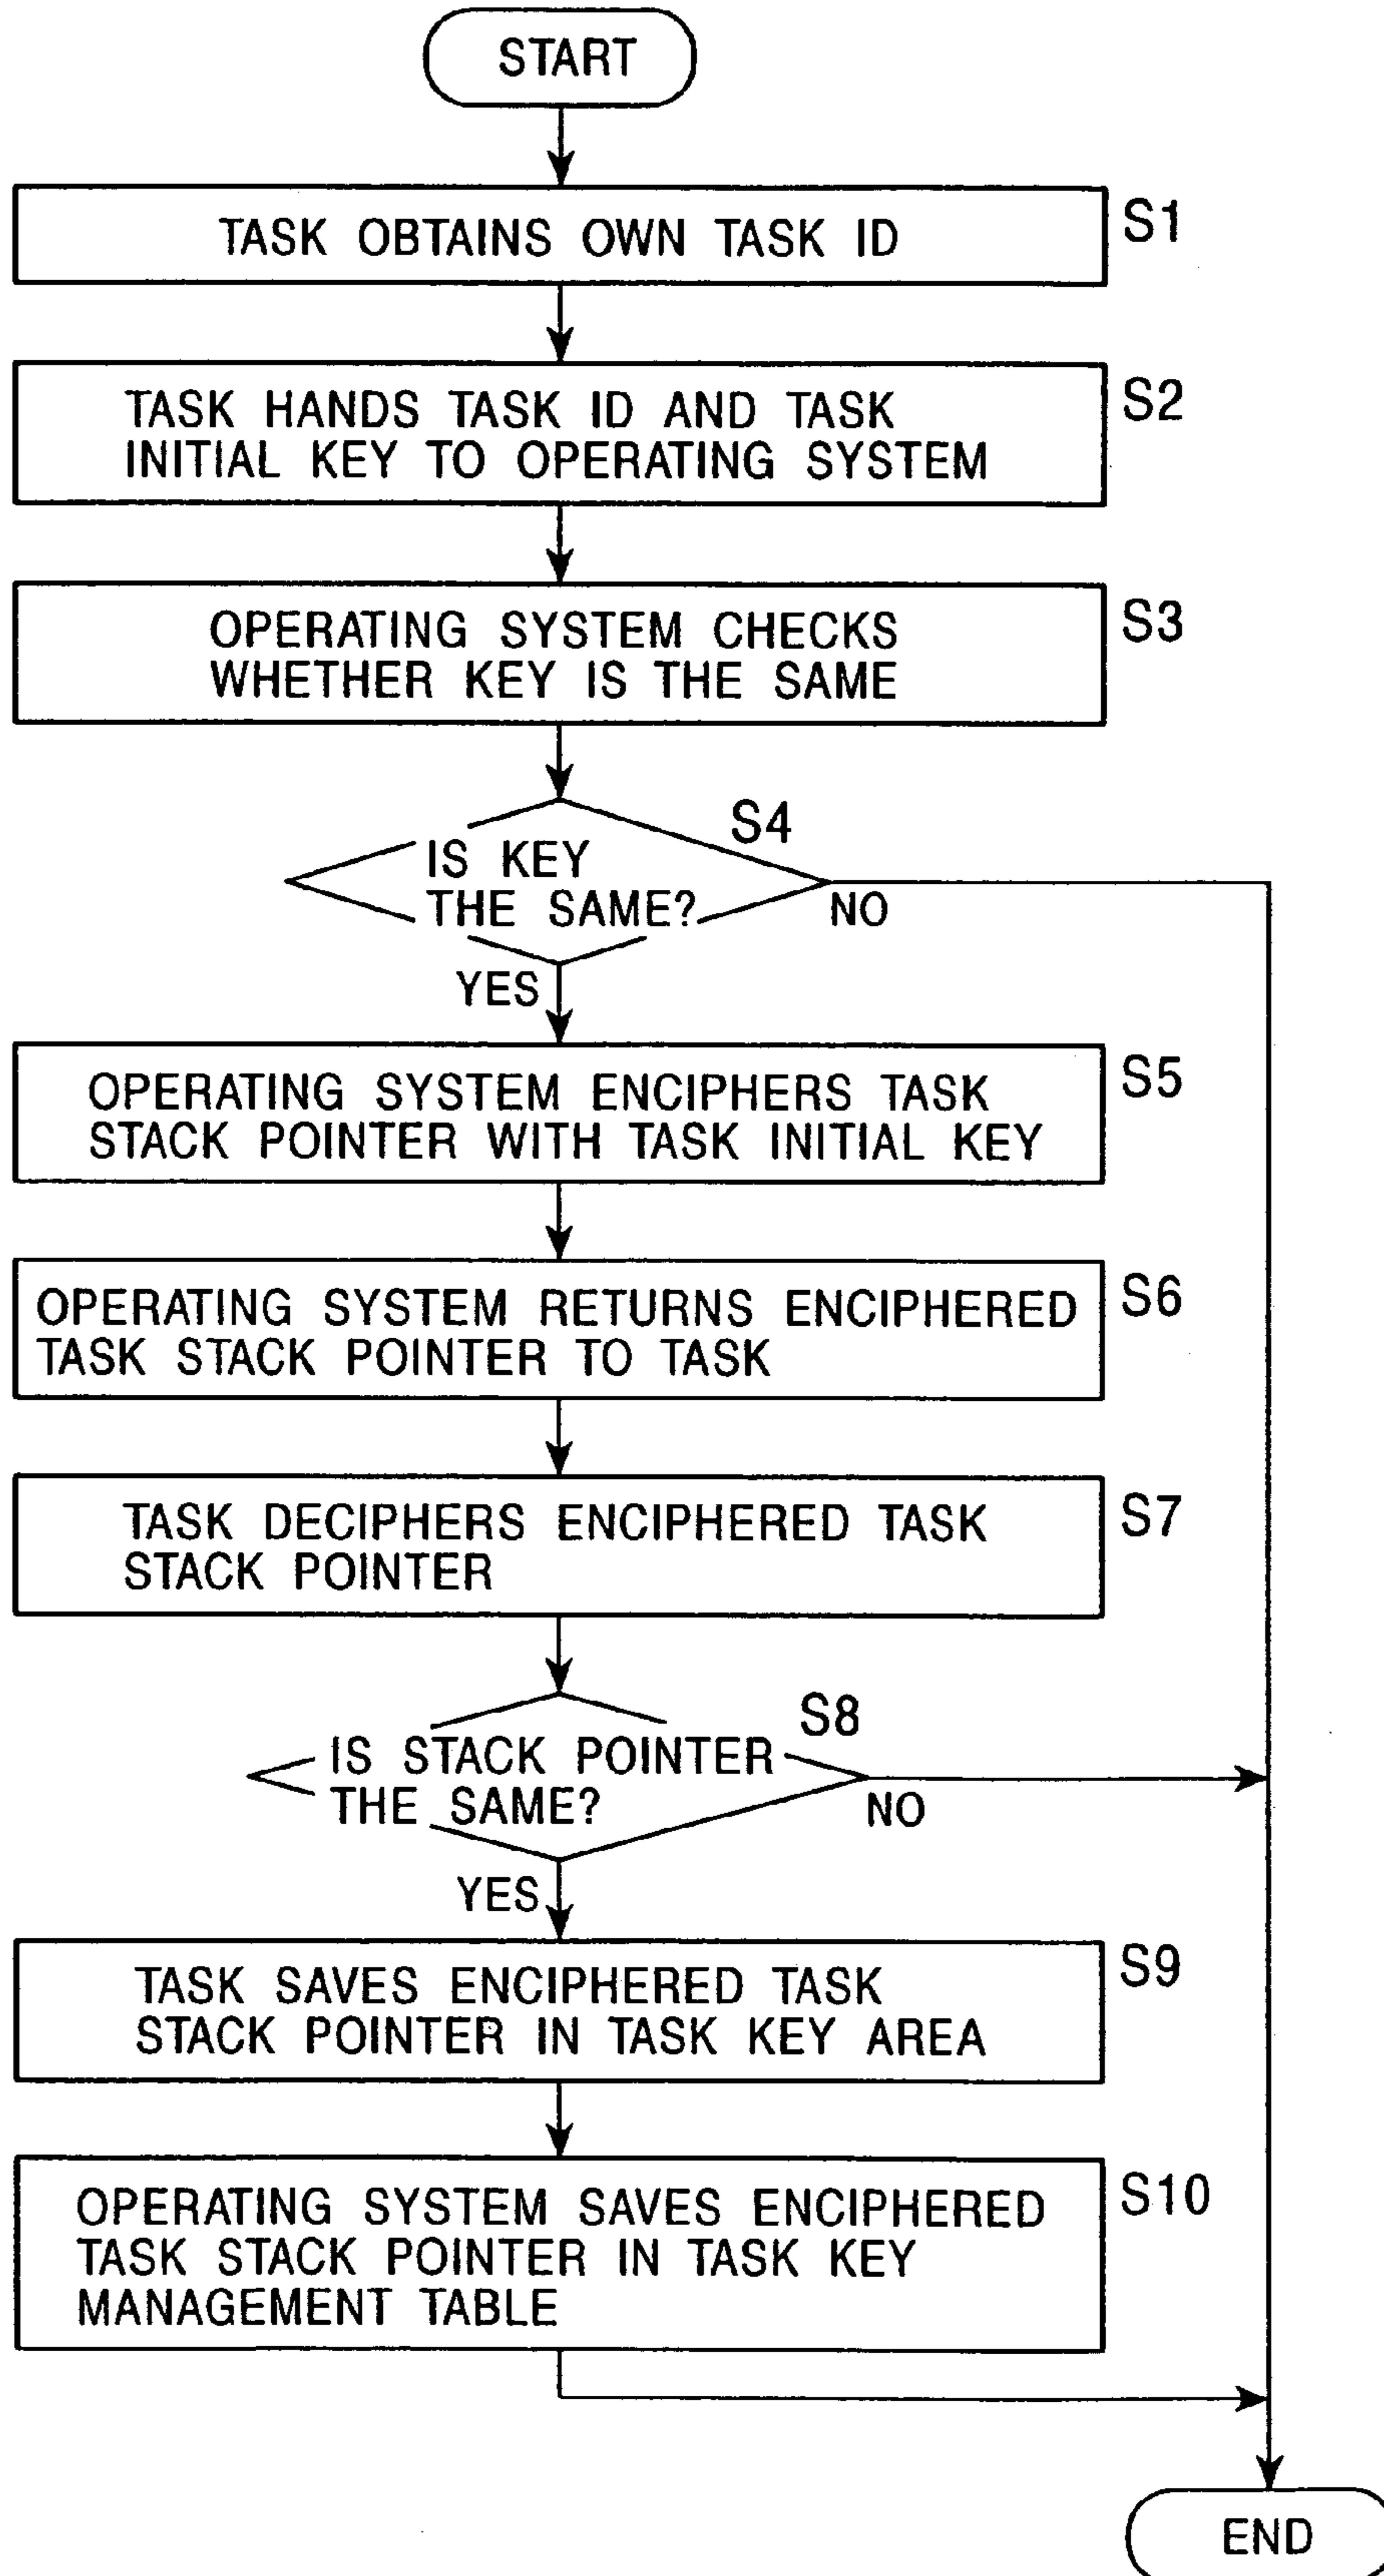 START
TASK OBTAINS OWN TASK ID
S1
TASK HANDS TASK ID AND TASK
INITIAL KEY TO OPERATING SYSTEM
S2
OPERATING SYSTEM CHECKS
WHETHER KEY IS THE SAME
S3
S4
IS KEY
THE SAME?
NO
YES
OPERATING SYSTEM ENCIPHERS TASK
STACK POINTER WITH TASK INITIAL KEY
S5
OPERATING SYSTEM RETURNS ENCIPHERED
TASK STACK POINTER TO TASK
S6
TASK DECIPHERS ENCIPHERED TASK
STACK POINTER
S7
S8
IS STACK POINTER
THE SAME?
NO
YES
TASK SAVES ENCIPHERED TASK
STACK POINTER IN TASK KEY AREA
S9
OPERATING SYSTEM SAVES ENCIPHERED
TASK STACK POINTER IN TASK KEY
MANAGEMENT TABLE
S10
END